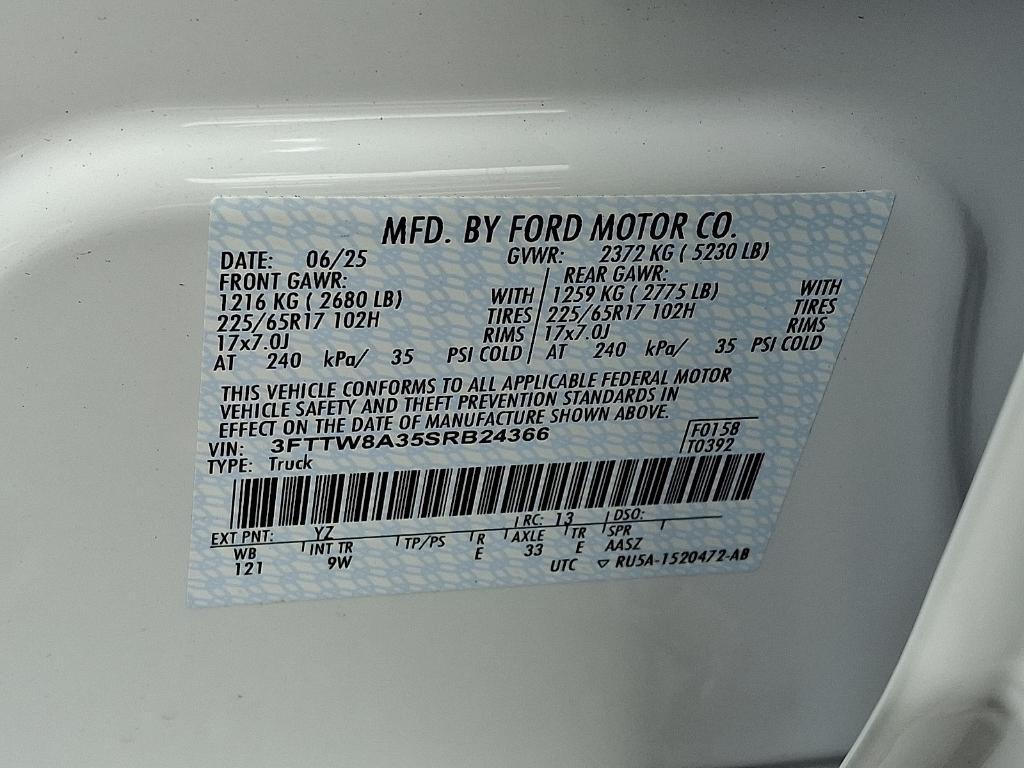 MFD. BY FORD MOTOR CO.
DATE: 06/25 GVWR: 2372 KG ( 5230 LB)
FRONT GAWR: REAR GAWR:
1216 KG ( 2680 LB) WITH 1259 KG ( 2775 LB) WITH
225/65R17 102H TIRES 225/65R17 102H TIRES
17x7.0J RIMS 17x7.0J RIMS
AT 240 kPa/ 35 PSI COLD AT 240 kPa/ 35 PSI COLD
THIS VEHICLE CONFORMS TO ALL APPLICABLE FEDERAL MOTOR
VEHICLE SAFETY AND THEFT PREVENTION STANDARDS IN
EFFECT ON THE DATE OF MANUFACTURE SHOWN ABOVE.
VIN: 3FTTW8A35SRB24366 F0158
TYPE: Truck T0392
EXT PNT: YZ RC: 13 DSO:
WB INT TR TP/PS R AXLE TR SPR
121 9W E 33 E AASZ
UTC ▽ RU5A-1520472-AB